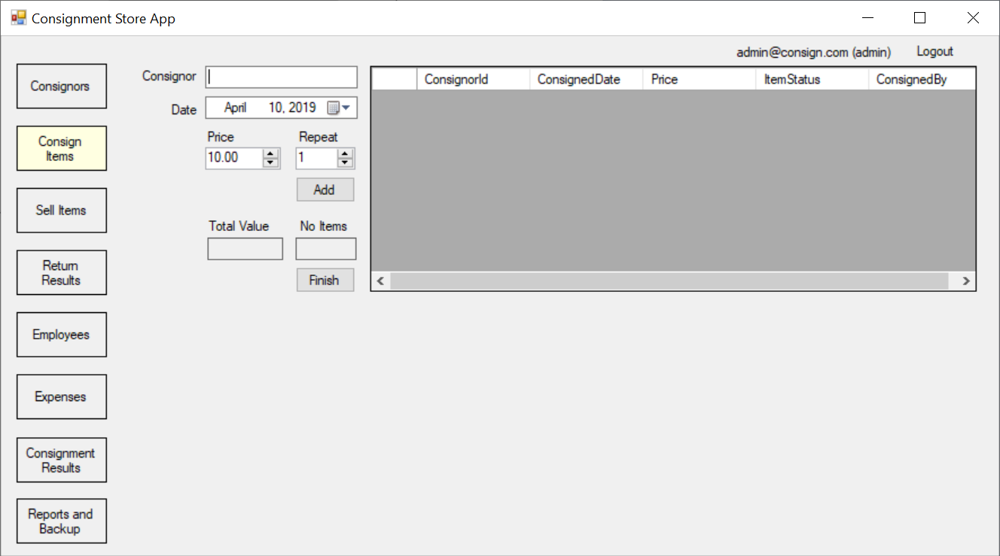 Consignment Store App
admin@consign.com (admin)
Logout
Consignors
Consign
Items
Sell Items
Return
Results
Employees
Expenses
Consignment
Results
Reports and
Backup
Consignor
Date
April 10, 2019
Price
Repeat
10.00
1
Add
Total Value
No Items
Finish
ConsignorId
ConsignedDate
Price
ItemStatus
ConsignedBy